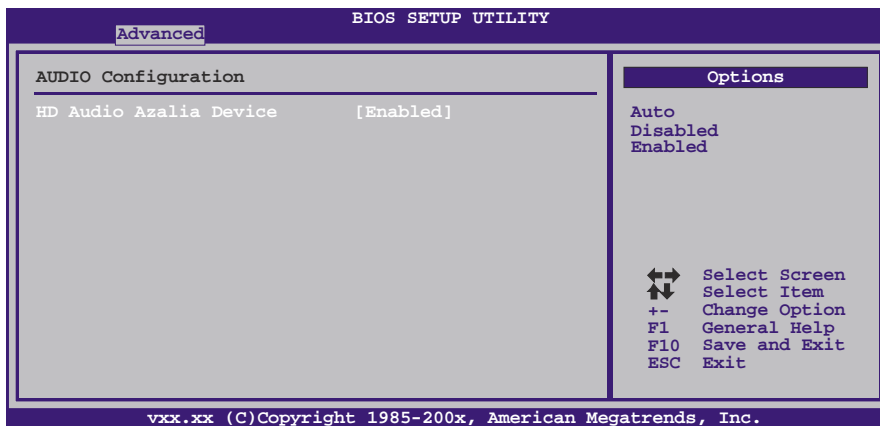 BIOS SETUP UTILITY
Advanced
AUDIO Configuration
HD Audio Azalia Device [Enabled]
Options
Auto
Disabled
Enabled
Select Screen
Select Item
+- Change Option
F1 General Help
F10 Save and Exit
ESC Exit
vxx.xx (C)Copyright 1985-200x, American Megatrends, Inc.